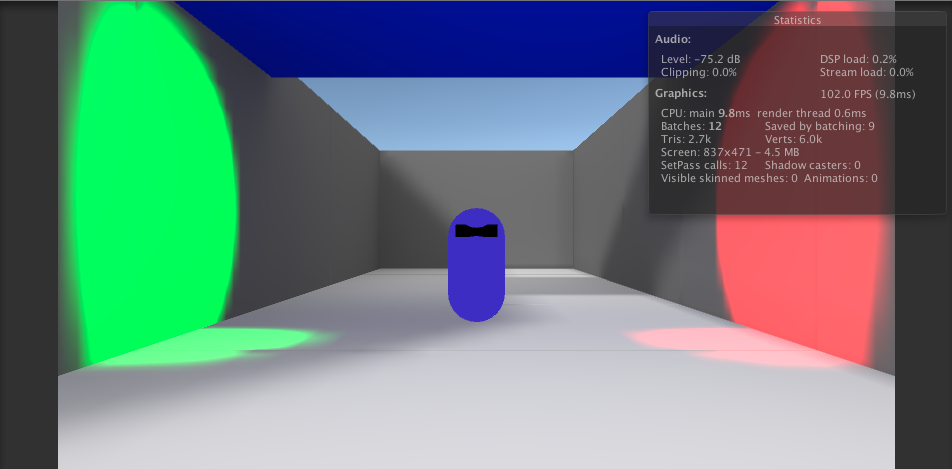 Statistics
Audio:
Level: -75.2 dB DSP load: 0.2%
Clipping: 0.0% Stream load: 0.0%
Graphics: 102.0 FPS (9.8ms)
CPU: main 9.8ms render thread 0.6ms
Batches: 12 Saved by batching: 9
Tris: 2.7k Verts: 6.0k
Screen: 837x471 - 4.5 MB
SetPass calls: 12 Shadow casters: 0
Visible skinned meshes: 0 Animations: 0